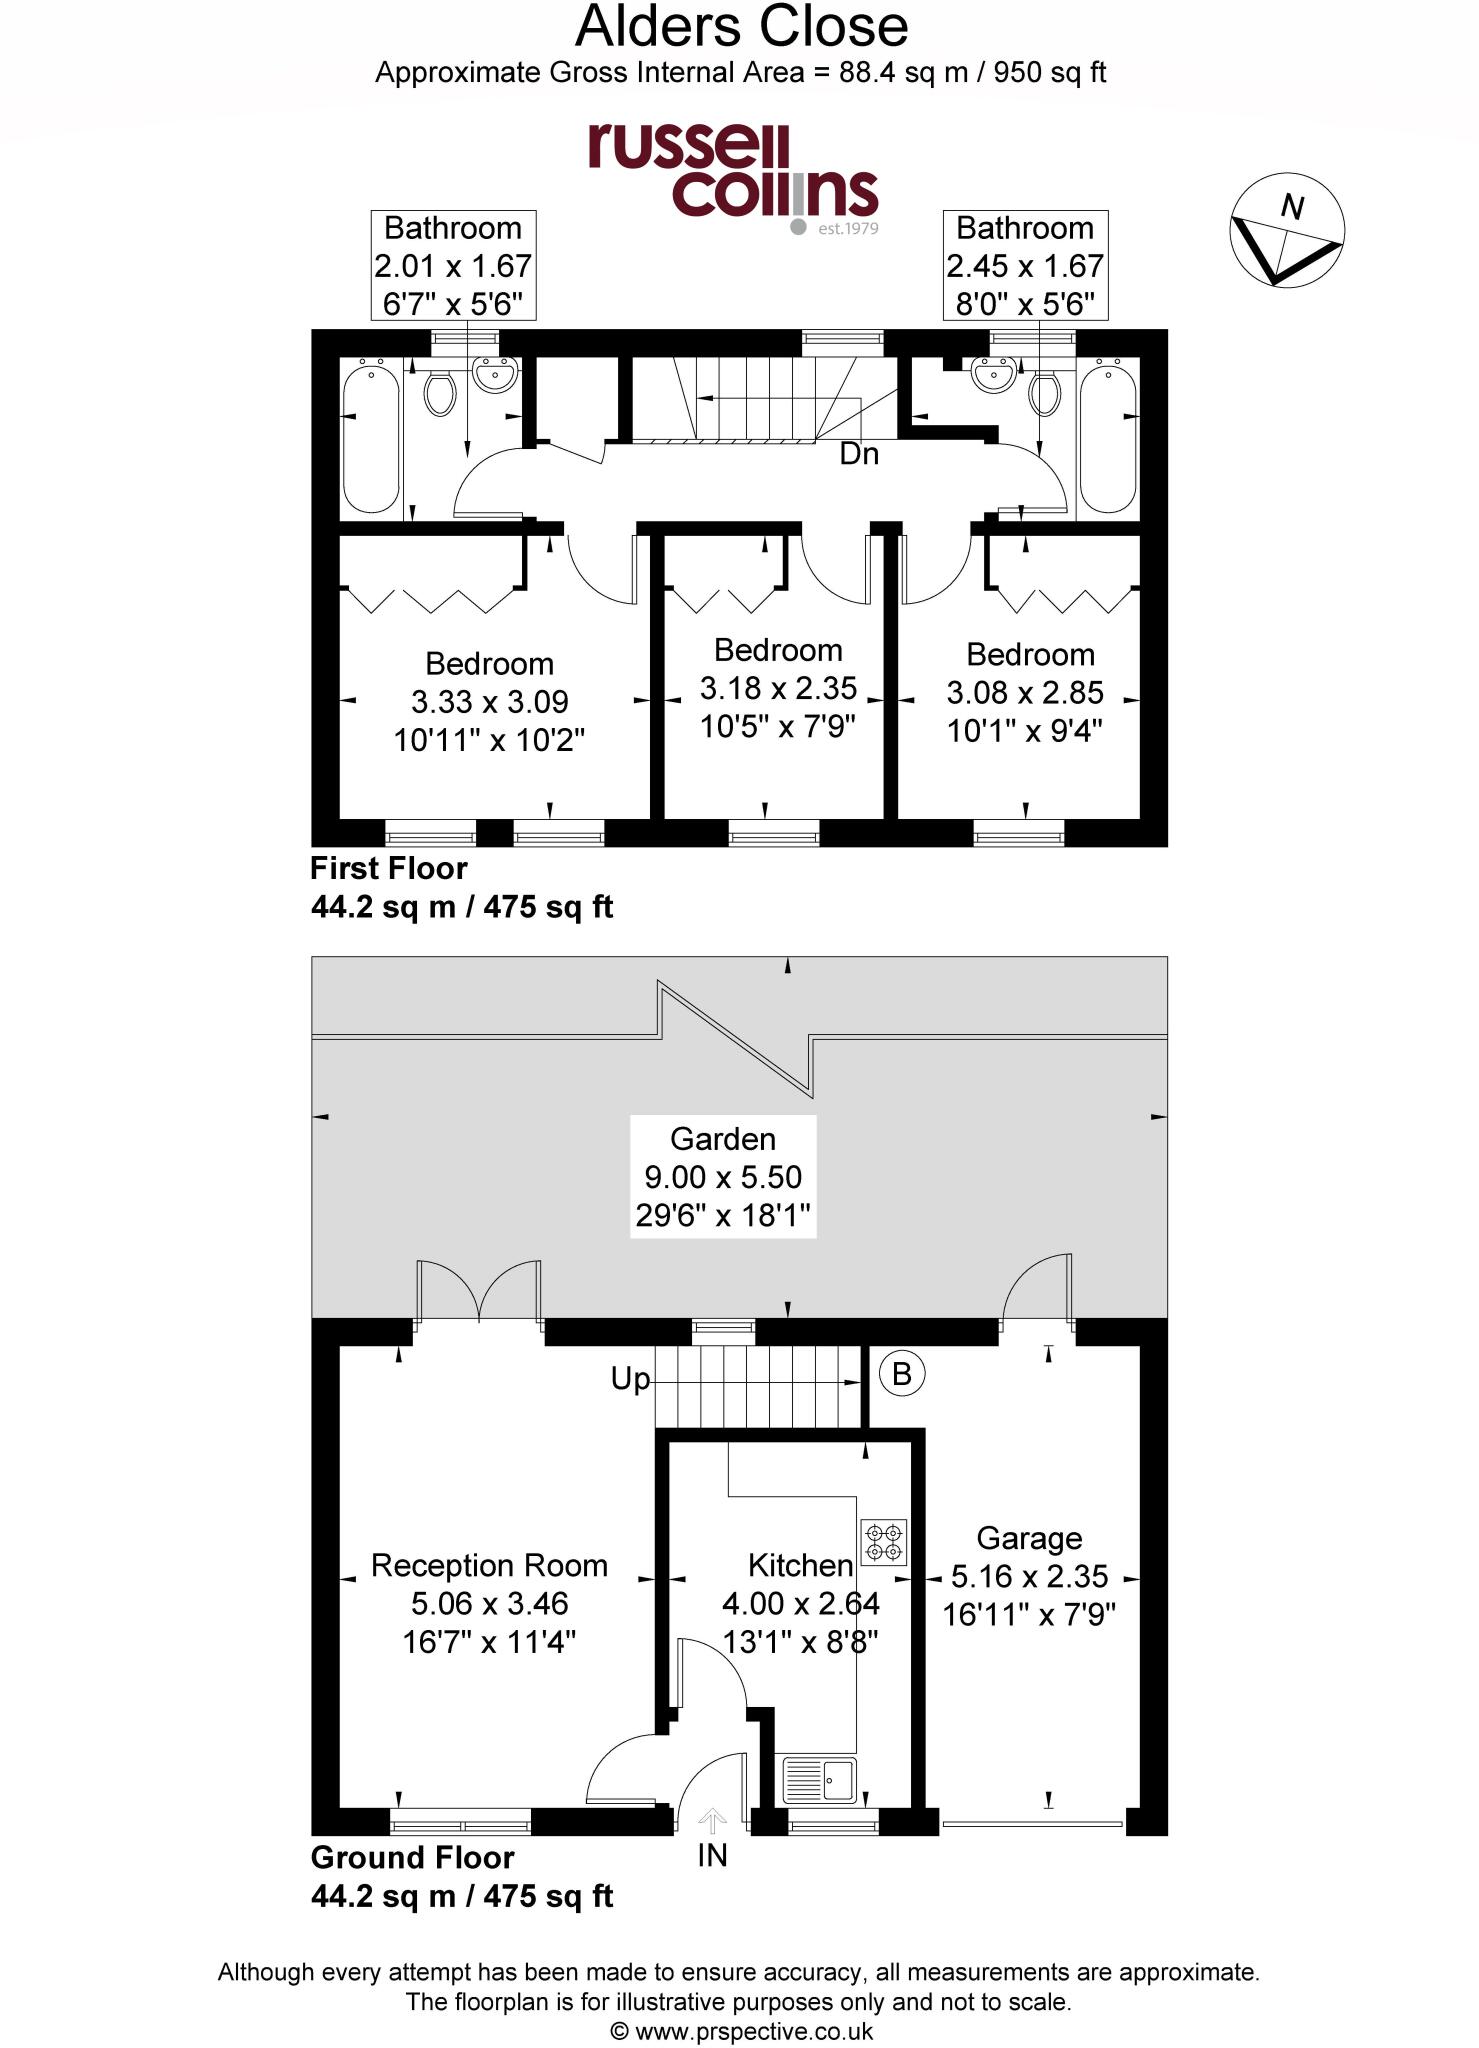 Alders Close
Approximate Gross Internal Area = 88.4 sq m / 950 sq ft
russell
collins
est.1979
N
Bathroom
2.01 x 1.67
6'7" x 5'6"
Bathroom
2.45 x 1.67
8'0" x 5'6"
Dn
Bedroom
3.33 x 3.09
10'11" x 10'2"
Bedroom
3.18 x 2.35
10'5" x 7'9"
Bedroom
3.08 x 2.85
10'1" x 9'4"
First Floor
44.2 sq m / 475 sq ft
Garden
9.00 x 5.50
29'6" x 18'1"
Up
B
Reception Room
5.06 x 3.46
16'7" x 11'4"
Kitchen
4.00 x 2.64
13'1" x 8'8"
Garage
5.16 x 2.35
16'11" x 7'9"
IN
Ground Floor
44.2 sq m / 475 sq ft
Although every attempt has been made to ensure accuracy, all measurements are approximate.
The floorplan is for illustrative purposes only and not to scale.
© www.prspective.co.uk